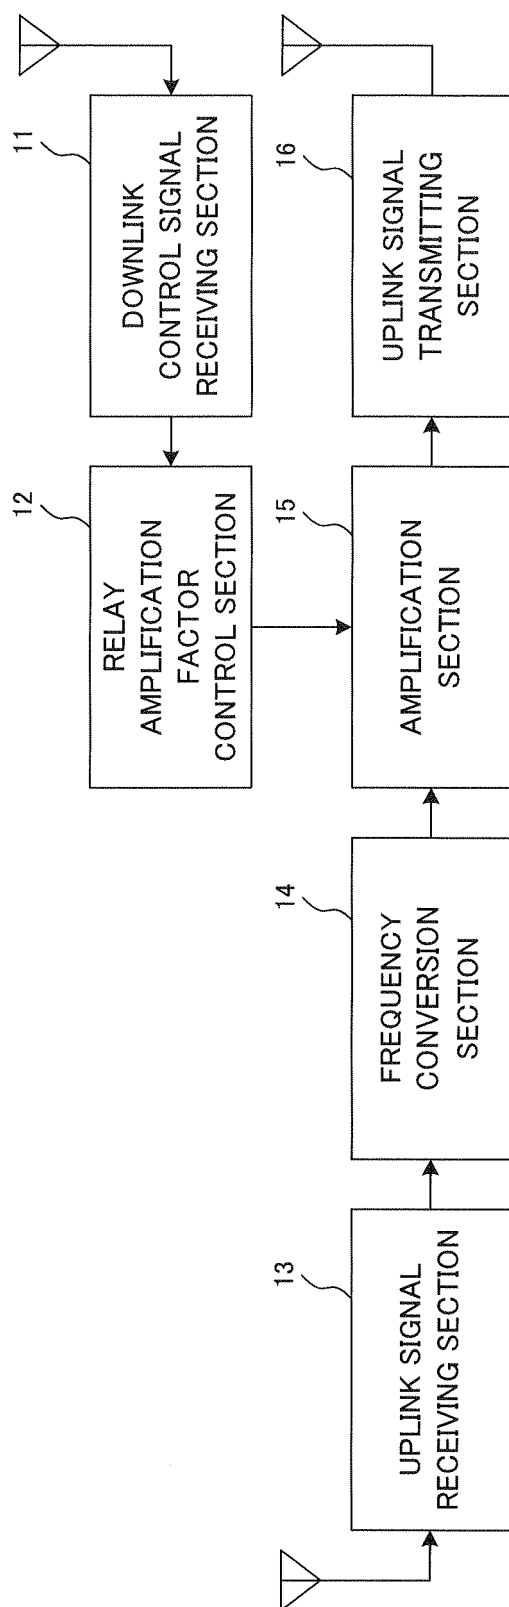 11
DOWNLINK
CONTROL SIGNAL
RECEIVING SECTION
12
RELAY
AMPLIFICATION
FACTOR
CONTROL SECTION
13
UPLINK SIGNAL
RECEIVING SECTION
14
FREQUENCY
CONVERSION
SECTION
15
AMPLIFICATION
SECTION
16
UPLINK SIGNAL
TRANSMITTING
SECTION